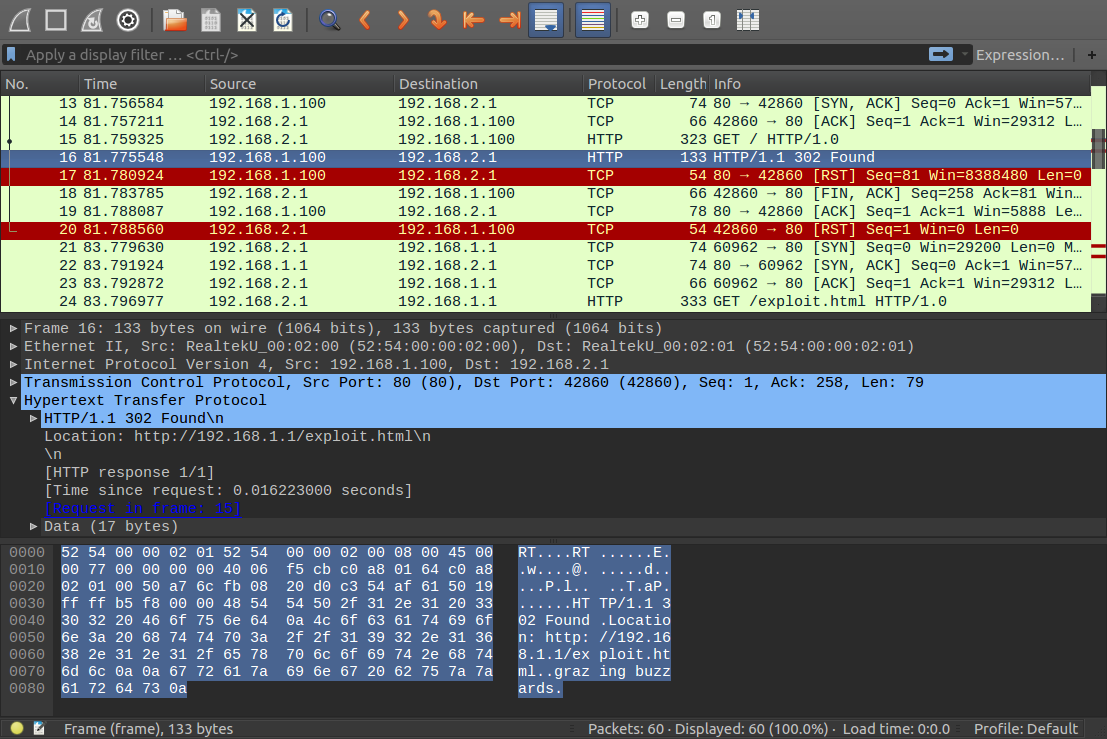 Apply a display filter … <Ctrl-/> Expression… +
No. Time Source Destination Protocol Length Info
13 81.756584 192.168.1.100 192.168.2.1 TCP 74 80 → 42860 [SYN, ACK] Seq=0 Ack=1 Win=57…
14 81.757211 192.168.2.1 192.168.1.100 TCP 66 42860 → 80 [ACK] Seq=1 Ack=1 Win=29312 L…
15 81.759325 192.168.2.1 192.168.1.100 HTTP 323 GET / HTTP/1.0
16 81.775548 192.168.1.100 192.168.2.1 HTTP 133 HTTP/1.1 302 Found
17 81.780924 192.168.1.100 192.168.2.1 TCP 54 80 → 42860 [RST] Seq=81 Win=8388480 Len=0
18 81.783785 192.168.2.1 192.168.1.100 TCP 66 42860 → 80 [FIN, ACK] Seq=258 Ack=81 Win…
19 81.788087 192.168.1.100 192.168.2.1 TCP 78 80 → 42860 [ACK] Seq=1 Ack=1 Win=5888 Le…
20 81.788560 192.168.2.1 192.168.1.100 TCP 54 42860 → 80 [RST] Seq=1 Win=0 Len=0
21 83.779630 192.168.2.1 192.168.1.1 TCP 74 60962 → 80 [SYN] Seq=0 Win=29200 Len=0 M…
22 83.791924 192.168.1.1 192.168.2.1 TCP 74 80 → 60962 [SYN, ACK] Seq=0 Ack=1 Win=57…
23 83.792872 192.168.2.1 192.168.1.1 TCP 66 60962 → 80 [ACK] Seq=1 Ack=1 Win=29312 L…
24 83.796977 192.168.2.1 192.168.1.1 HTTP 333 GET /exploit.html HTTP/1.0
Frame 16: 133 bytes on wire (1064 bits), 133 bytes captured (1064 bits)
Ethernet II, Src: RealtekU_00:02:00 (52:54:00:00:02:00), Dst: RealtekU_00:02:01 (52:54:00:00:02:01)
Internet Protocol Version 4, Src: 192.168.1.100, Dst: 192.168.2.1
Transmission Control Protocol, Src Port: 80 (80), Dst Port: 42860 (42860), Seq: 1, Ack: 258, Len: 79
Hypertext Transfer Protocol
HTTP/1.1 302 Found\n
Location: http://192.168.1.1/exploit.html\n
\n
[HTTP response 1/1]
[Time since request: 0.016223000 seconds]
[Request in frame: 15]
Data (17 bytes)
0000 52 54 00 00 02 01 52 54 00 00 02 00 08 00 45 00 RT....RT ......E.
0010 00 77 00 00 00 00 40 06 f5 cb c0 a8 01 64 c0 a8 .w....@. .....d..
0020 02 01 00 50 a7 6c fb 08 20 d0 c3 54 af 61 50 19 ...P.l.. ..T.aP.
0030 ff ff b5 f8 00 00 48 54 54 50 2f 31 2e 31 20 33 ......HT TP/1.1 3
0040 30 32 20 46 6f 75 6e 64 0a 4c 6f 63 61 74 69 6f 02 Found .Locatio
0050 6e 3a 20 68 74 74 70 3a 2f 2f 31 39 32 2e 31 36 n: http: //192.16
0060 38 2e 31 2e 31 2f 65 78 70 6c 6f 69 74 2e 68 74 8.1.1/ex ploit.ht
0070 6d 6c 0a 0a 67 72 61 7a 69 6e 67 20 62 75 7a 7a ml..graz ing buzz
0080 61 72 64 73 0a ards.
Frame (frame), 133 bytes Packets: 60 · Displayed: 60 (100.0%) · Load time: 0:0.0 Profile: Default